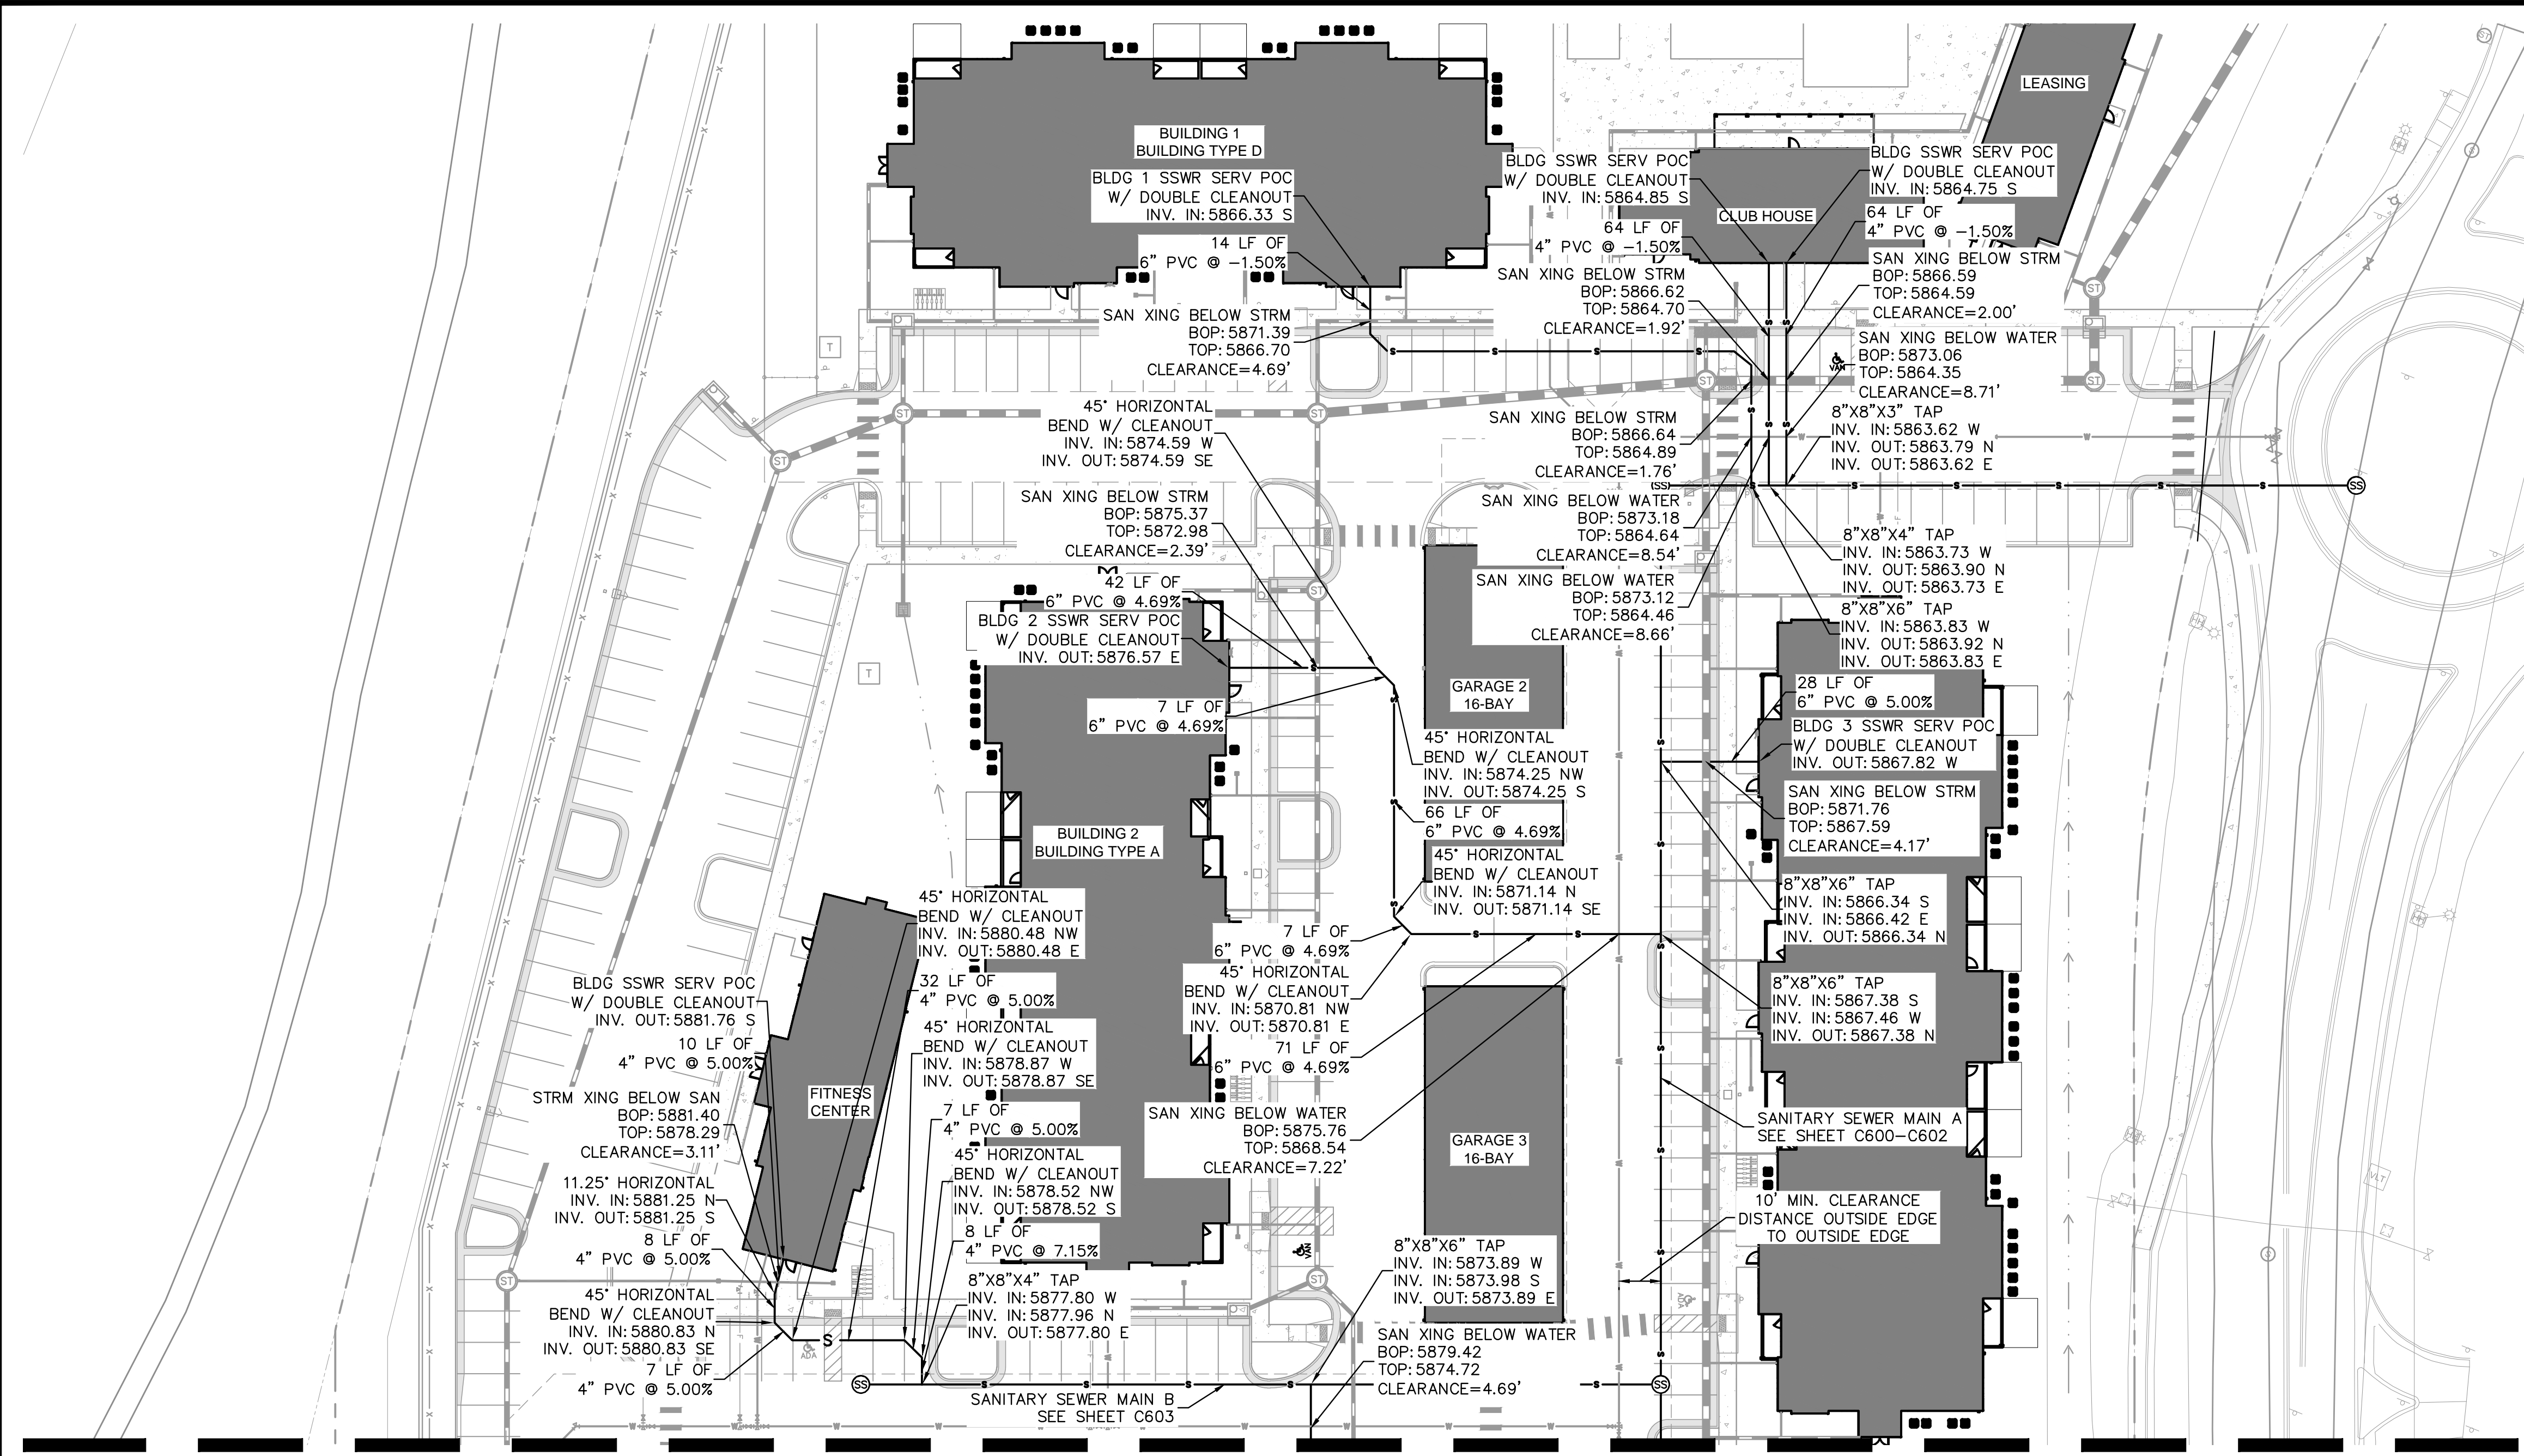 LEASING
BUILDING 1
BUILDING TYPE D
BLDG 1 SSWR SERV POC
W/ DOUBLE CLEANOUT
INV. IN: 5866.33 S
14 LF OF
6" PVC @ -1.50%
SAN XING BELOW STRM
BOP: 5871.39
TOP: 5866.70
CLEARANCE=4.69'
BLDG SSWR SERV POC
W/ DOUBLE CLEANOUT
INV. IN: 5864.85 S
64 LF OF
4" PVC @ -1.50%
CLUB HOUSE
BLDG SSWR SERV POC
W/ DOUBLE CLEANOUT
INV. IN: 5864.75 S
64 LF OF
4" PVC @ -1.50%
SAN XING BELOW STRM
BOP: 5866.62
TOP: 5864.70
CLEARANCE=1.92'
SAN XING BELOW STRM
BOP: 5866.59
TOP: 5864.59
CLEARANCE=2.00'
SAN XING BELOW WATER
BOP: 5873.06
TOP: 5864.35
CLEARANCE=8.71'
8"X8"X3" TAP
INV. IN: 5863.62 W
INV. OUT: 5863.79 N
INV. OUT: 5863.62 E
45° HORIZONTAL
BEND W/ CLEANOUT
INV. IN: 5874.59 W
INV. OUT: 5874.59 SE
SAN XING BELOW STRM
BOP: 5866.64
TOP: 5864.89
CLEARANCE=1.76'
SAN XING BELOW STRM
BOP: 5875.37
TOP: 5872.98
CLEARANCE=2.39'
SAN XING BELOW WATER
BOP: 5873.18
TOP: 5864.64
CLEARANCE=8.54'
8"X8"X4" TAP
INV. IN: 5863.73 W
INV. OUT: 5863.90 N
INV. OUT: 5863.73 E
SAN XING BELOW WATER
BOP: 5873.12
TOP: 5864.46
CLEARANCE=8.66'
8"X8"X6" TAP
INV. IN: 5863.83 W
INV. OUT: 5863.92 N
INV. OUT: 5863.83 E
42 LF OF
6" PVC @ 4.69%
BLDG 2 SSWR SERV POC
W/ DOUBLE CLEANOUT
INV. OUT: 5876.57 E
7 LF OF
6" PVC @ 4.69%
GARAGE 2
16-BAY
28 LF OF
6" PVC @ 5.00%
BLDG 3 SSWR SERV POC
W/ DOUBLE CLEANOUT
INV. OUT: 5867.82 W
45° HORIZONTAL
BEND W/ CLEANOUT
INV. IN: 5874.25 NW
INV. OUT: 5874.25 S
SAN XING BELOW STRM
BOP: 5871.76
TOP: 5867.59
CLEARANCE=4.17'
BUILDING 2
BUILDING TYPE A
66 LF OF
6" PVC @ 4.69%
45° HORIZONTAL
BEND W/ CLEANOUT
INV. IN: 5871.14 N
INV. OUT: 5871.14 SE
8"X8"X6" TAP
INV. IN: 5866.34 S
INV. IN: 5866.42 E
INV. OUT: 5866.34 N
45° HORIZONTAL
BEND W/ CLEANOUT
INV. IN: 5880.48 NW
INV. OUT: 5880.48 E
7 LF OF
6" PVC @ 4.69%
45° HORIZONTAL
BEND W/ CLEANOUT
INV. IN: 5870.81 NW
INV. OUT: 5870.81 E
8"X8"X6" TAP
INV. IN: 5867.38 S
INV. IN: 5867.46 W
INV. OUT: 5867.38 N
BLDG SSWR SERV POC
W/ DOUBLE CLEANOUT
INV. OUT: 5881.76 S
32 LF OF
4" PVC @ 5.00%
45° HORIZONTAL
BEND W/ CLEANOUT
INV. IN: 5878.87 W
INV. OUT: 5878.87 SE
71 LF OF
6" PVC @ 4.69%
10 LF OF
4" PVC @ 5.00%
STRM XING BELOW SAN
BOP: 5881.40
TOP: 5878.29
CLEARANCE=3.11'
FITNESS
CENTER
7 LF OF
4" PVC @ 5.00%
SAN XING BELOW WATER
BOP: 5875.76
TOP: 5868.54
CLEARANCE=7.22'
GARAGE 3
16-BAY
SANITARY SEWER MAIN A
SEE SHEET C600-C602
45° HORIZONTAL
BEND W/ CLEANOUT
INV. IN: 5878.52 NW
INV. OUT: 5878.52 S
11.25° HORIZONTAL
INV. IN: 5881.25 N
INV. OUT: 5881.25 S
10' MIN. CLEARANCE
DISTANCE OUTSIDE EDGE
TO OUTSIDE EDGE
8 LF OF
4" PVC @ 5.00%
8 LF OF
4" PVC @ 7.15%
8"X8"X6" TAP
INV. IN: 5873.89 W
INV. IN: 5873.98 S
INV. OUT: 5873.89 E
45° HORIZONTAL
BEND W/ CLEANOUT
INV. IN: 5880.83 N
INV. OUT: 5880.83 SE
8"X8"X4" TAP
INV. IN: 5877.80 W
INV. IN: 5877.96 N
INV. OUT: 5877.80 E
7 LF OF
4" PVC @ 5.00%
SAN XING BELOW WATER
BOP: 5879.42
TOP: 5874.72
CLEARANCE=4.69'
SANITARY SEWER MAIN B
SEE SHEET C603
ST
ST
ST
ST
ST
ST
ST
ST
ST
ST
SS
SS
SS
SS
T
T
VAN
VAN
ADA
ADA
VLT
HH
S